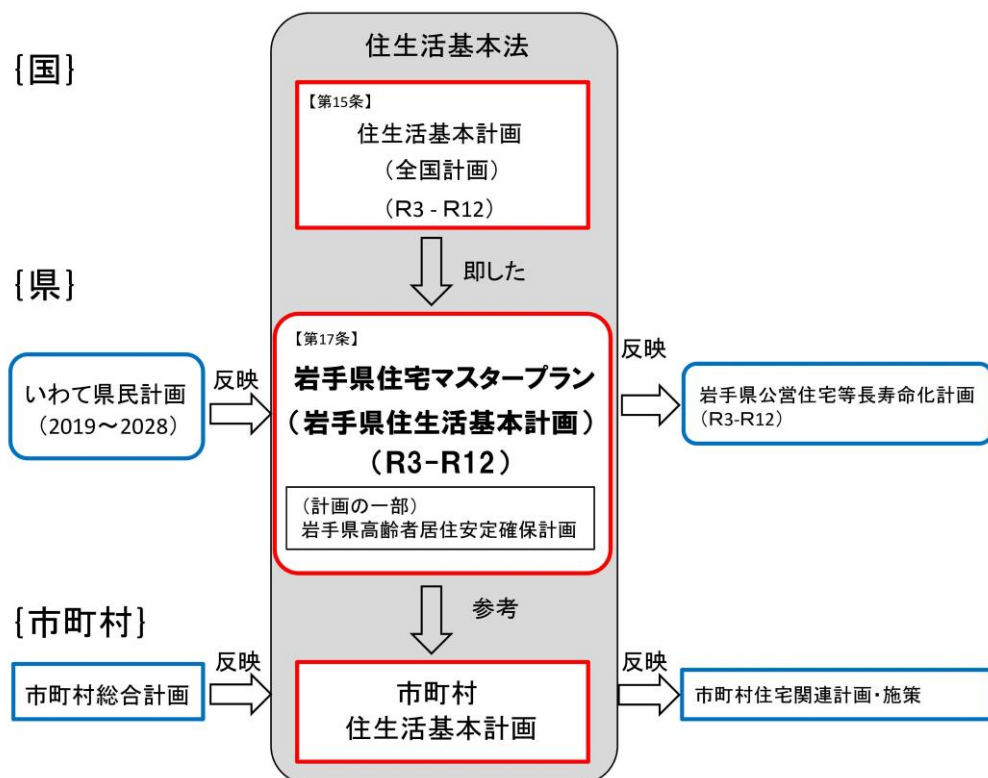 住生活基本法
{国}
【第15条】
住生活基本計画
(全国計画)
(R3 - R12)
即した
{県}
【第17条】
岩手県住宅マスタープラン
(岩手県住生活基本計画)
(R3-R12)
(計画の一部)
岩手県高齢者居住安定確保計画
いわて県民計画
(2019～2028)
反映
反映
岩手県公営住宅等長寿命化計画
(R3-R12)
参考
{市町村}
市町村総合計画
反映
市町村
住生活基本計画
反映
市町村住宅関連計画・施策